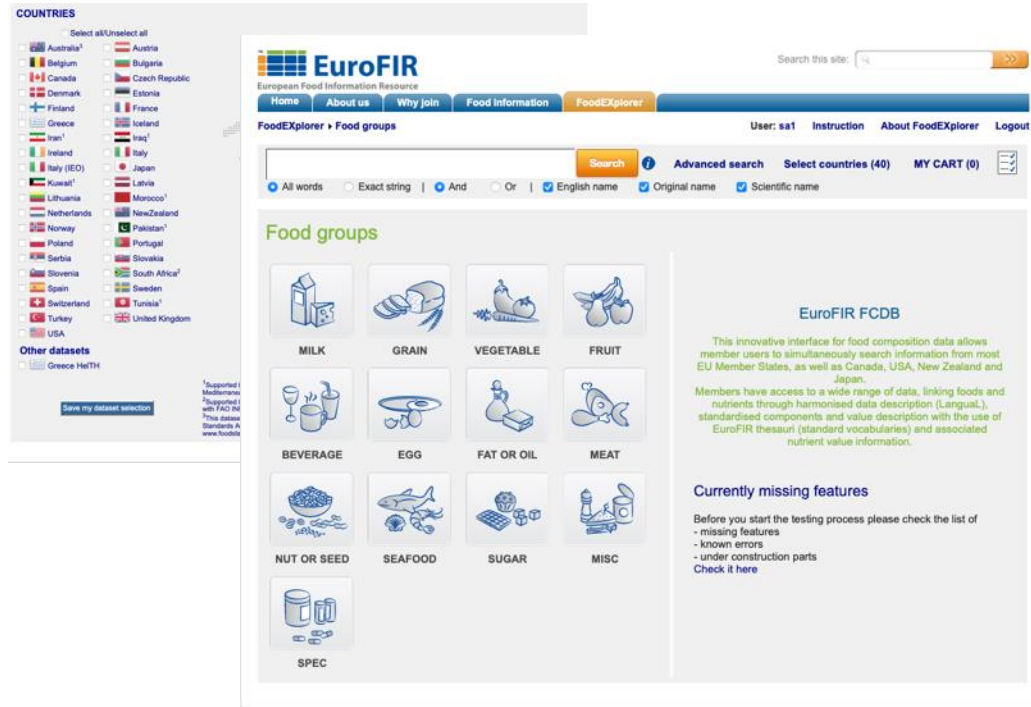 COUNTRIES
Select all/Unselect all
Australia³ Austria
Belgium Bulgaria
Canada Czech Republic
Denmark Estonia
Finland France
Greece Iceland
Iran¹ Iraq¹
Ireland Italy
Italy (IEO) Japan
Kuwait¹ Latvia
Lithuania Morocco¹
Netherlands NewZealand
Norway Pakistan¹
Poland Portugal
Serbia Slovakia
Slovenia South Africa²
Spain Sweden
Switzerland Tunisia¹
Turkey United Kingdom
USA
Other datasets
Greece HelTH
Save my dataset selection
¹Supported
Mediterrane
²Supported
with FAO
³This datase
Standards A
www.foodsta
EuroFIR
European Food Information Resource
Search this site:
Home About us Why join Food Information FoodEXplorer
FoodEXplorer Food groups User: sa1 Instruction About FoodEXplorer Logout
Search Advanced search Select countries (40) MY CART (0)
All words Exact string | And Or | English name Original name Scientific name
Food groups
MILK GRAIN VEGETABLE FRUIT
BEVERAGE EGG FAT OR OIL MEAT
NUT OR SEED SEAFOOD SUGAR MISC
SPEC
EuroFIR FCDB
This innovative interface for food composition data allows
member users to simultaneously search information from most
EU Member States, as well as Canada, USA, New Zealand and
Japan.
Members have access to a wide range of data, linking foods and
nutrients through harmonised data description (LanguaL),
standardised components and value description with the use of
EuroFIR thesauri (standard vocabularies) and associated
nutrient value information.
Currently missing features
Before you start the testing process please check the list of
- missing features
- known errors
- under construction parts
Check it here